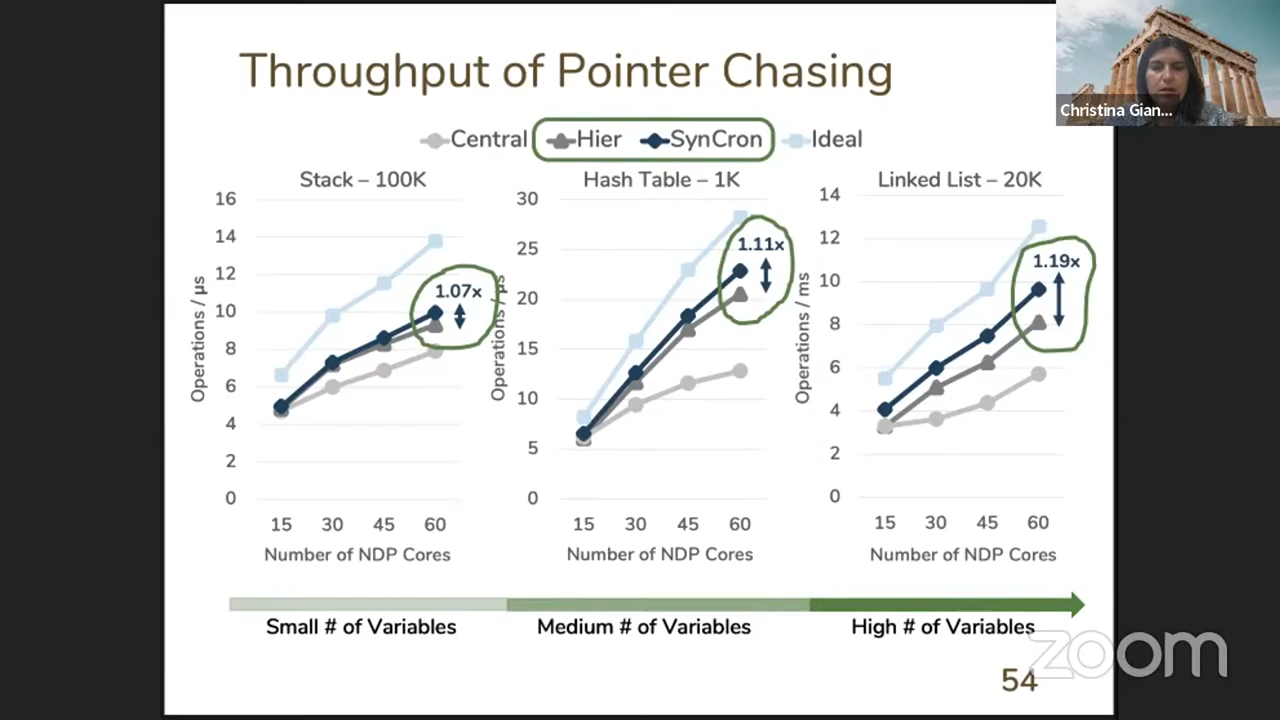 Throughput of Pointer Chasing
Christina Gian...
Central Hier SynCron Ideal
Stack – 100K
16
14
12
10
8
6
4
2
0
Operations / µs
1.07x
15 30 45 60
Number of NDP Cores
Hash Table – 1K
30
25
20
15
10
5
0
Operations / µs
1.11x
15 30 45 60
Number of NDP Cores
Linked List – 20K
14
12
10
8
6
4
2
0
Operations / ms
1.19x
15 30 45 60
Number of NDP Cores
Small # of Variables
Medium # of Variables
High # of Variables
zoom
54